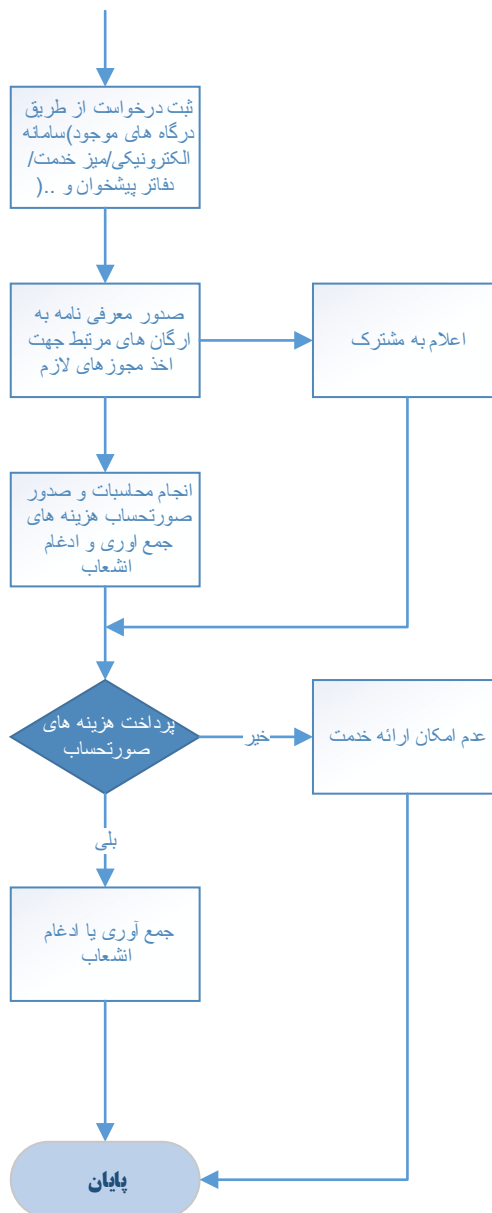 ثبت درخواست از طریق
درگاه های موجود)سامانه
الکترونیکی/میز خدمت/
دفاتر پیشخوان و ..(
صدور معرفی نامه به
ارگان های مرتبط جهت
اخذ مجوزهای لازم
اعلام به مشترک
انجام محاسبات و صدور
صورتحساب هزینه های
جمع اوری و ادغام
انشعاب
پرداخت هزینه های
صورتحساب
خیر
عدم امکان ارائه خدمت
بلی
جمع آوری یا ادغام
انشعاب
پایان